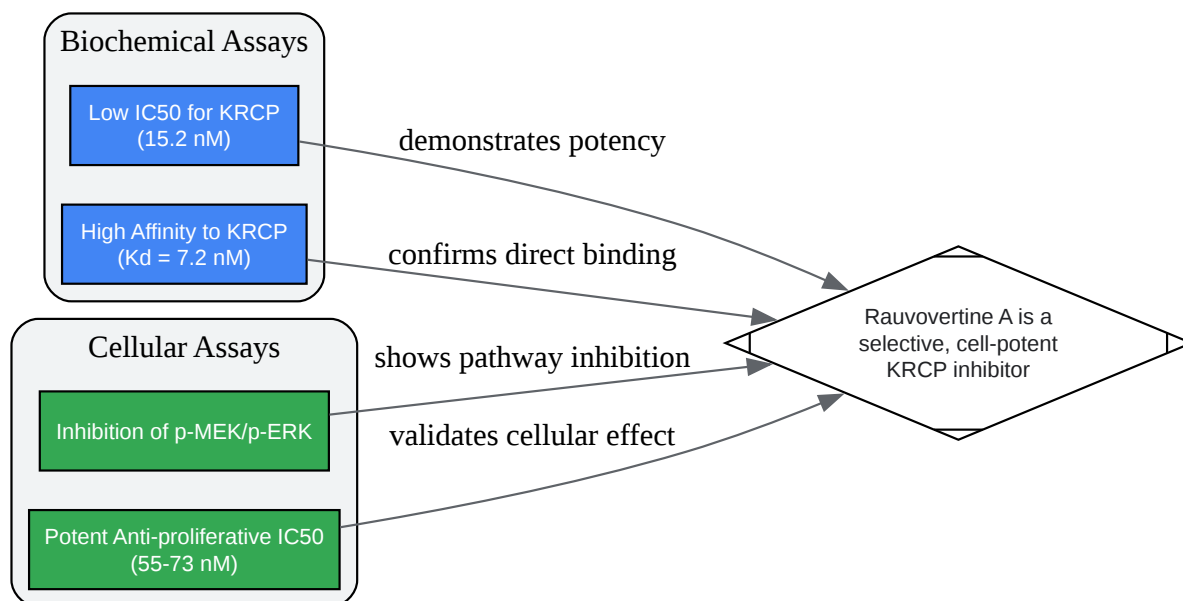 Biochemical Assays
Low IC50 for KRCP
(15.2 nM)
High Affinity to KRCP
(Kd = 7.2 nM)
Cellular Assays
Inhibition of p-MEK/p-ERK
Potent Anti-proliferative IC50
(55-73 nM)
demonstrates potency
confirms direct binding
shows pathway inhibition
validates cellular effect
Rauvovertine A is a
selective, cell-potent
KRCP inhibitor